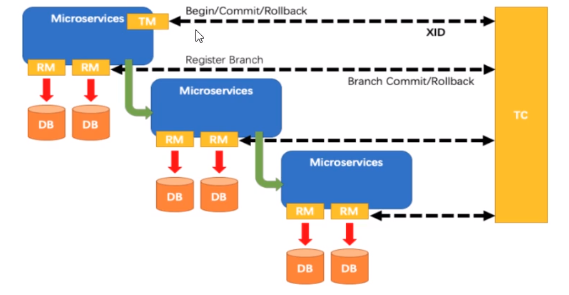 Begin/Commit/Rollback
Microservices
TM
XID
Register Branch
RM
RM
Branch Commit/Rollback
Microservices
DB
DB
TC
RM
RM
Microservices
DB
DB
RM
RM
DB
DB